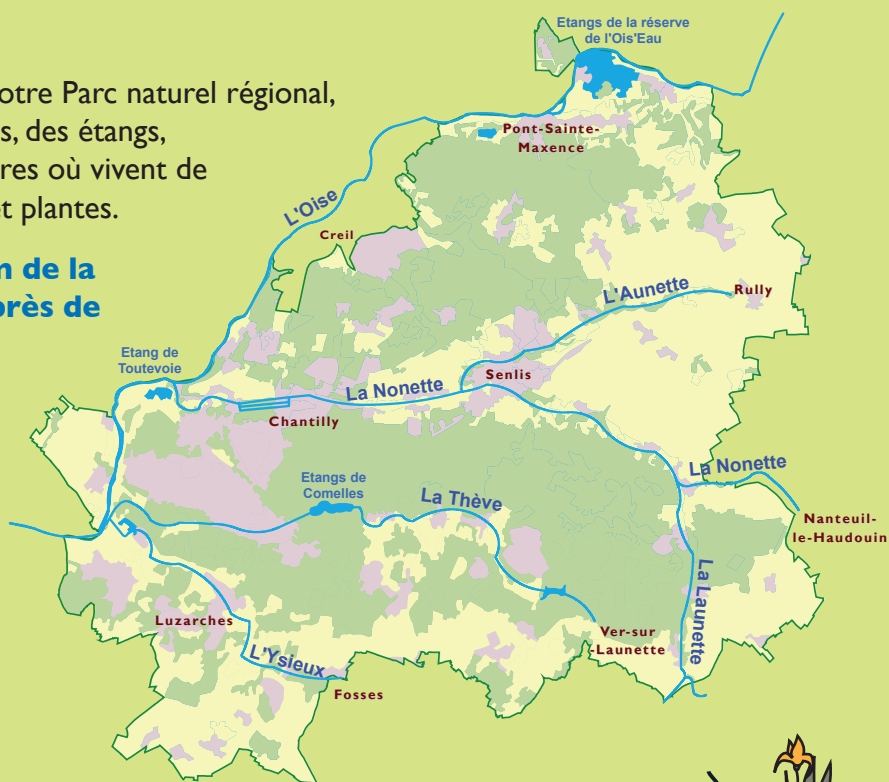 otre Parc naturel régional,
s, des étangs,
res où vivent de
et plantes.
n de la
près de
Etangs de la réserve
de l'Ois'Eau
Pont-Sainte-
Maxence
L'Oise
Creil
L'Aunette
Rully
Etang de
Toutevoie
La Nonette
Senlis
Chantilly
La Nonette
Etangs de
Comelles
La Thève
Nanteuil-
le-Haudouin
La Launette
Luzarches
Ver-sur
-Launette
L'Ysieux
Fosses